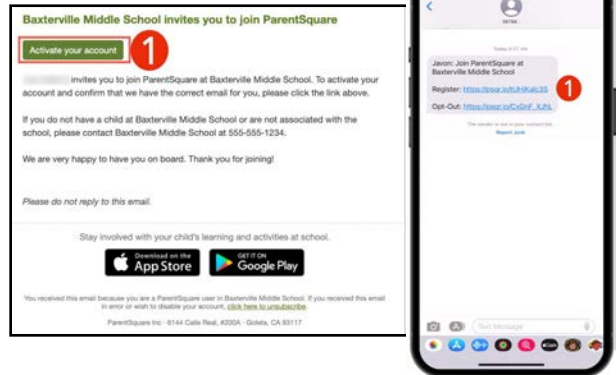 Baxterville Middle School invites you to join ParentSquare
Activate your account
1
invites you to join ParentSquare at Baxterville Middle School. To activate your
account and confirm that we have the correct email for you, please click the link above.
If you do not have a child at Baxterville Middle School or are not associated with the
school, please contact Baxterville Middle School at 555-555-1234.
We are very happy to have you on board. Thank you for joining!
Please do not reply to this email.
Stay involved with your child's learning and activities at school.
Download on the
App Store
GET IT ON
Google Play
You received this email because you are a ParentSquare user in Baxterville Middle School. If you received this email
in error or wish to disable your account, click here to unsubscribe.
ParentSquare Inc · 6144 Calle Real, #200A · Goleta, CA 93117
Javon: Join ParentSquare at
Baxterville Middle School
Register:
1
Opt-Out:
The sender is not in your contact list.
Report Junk
Text Message